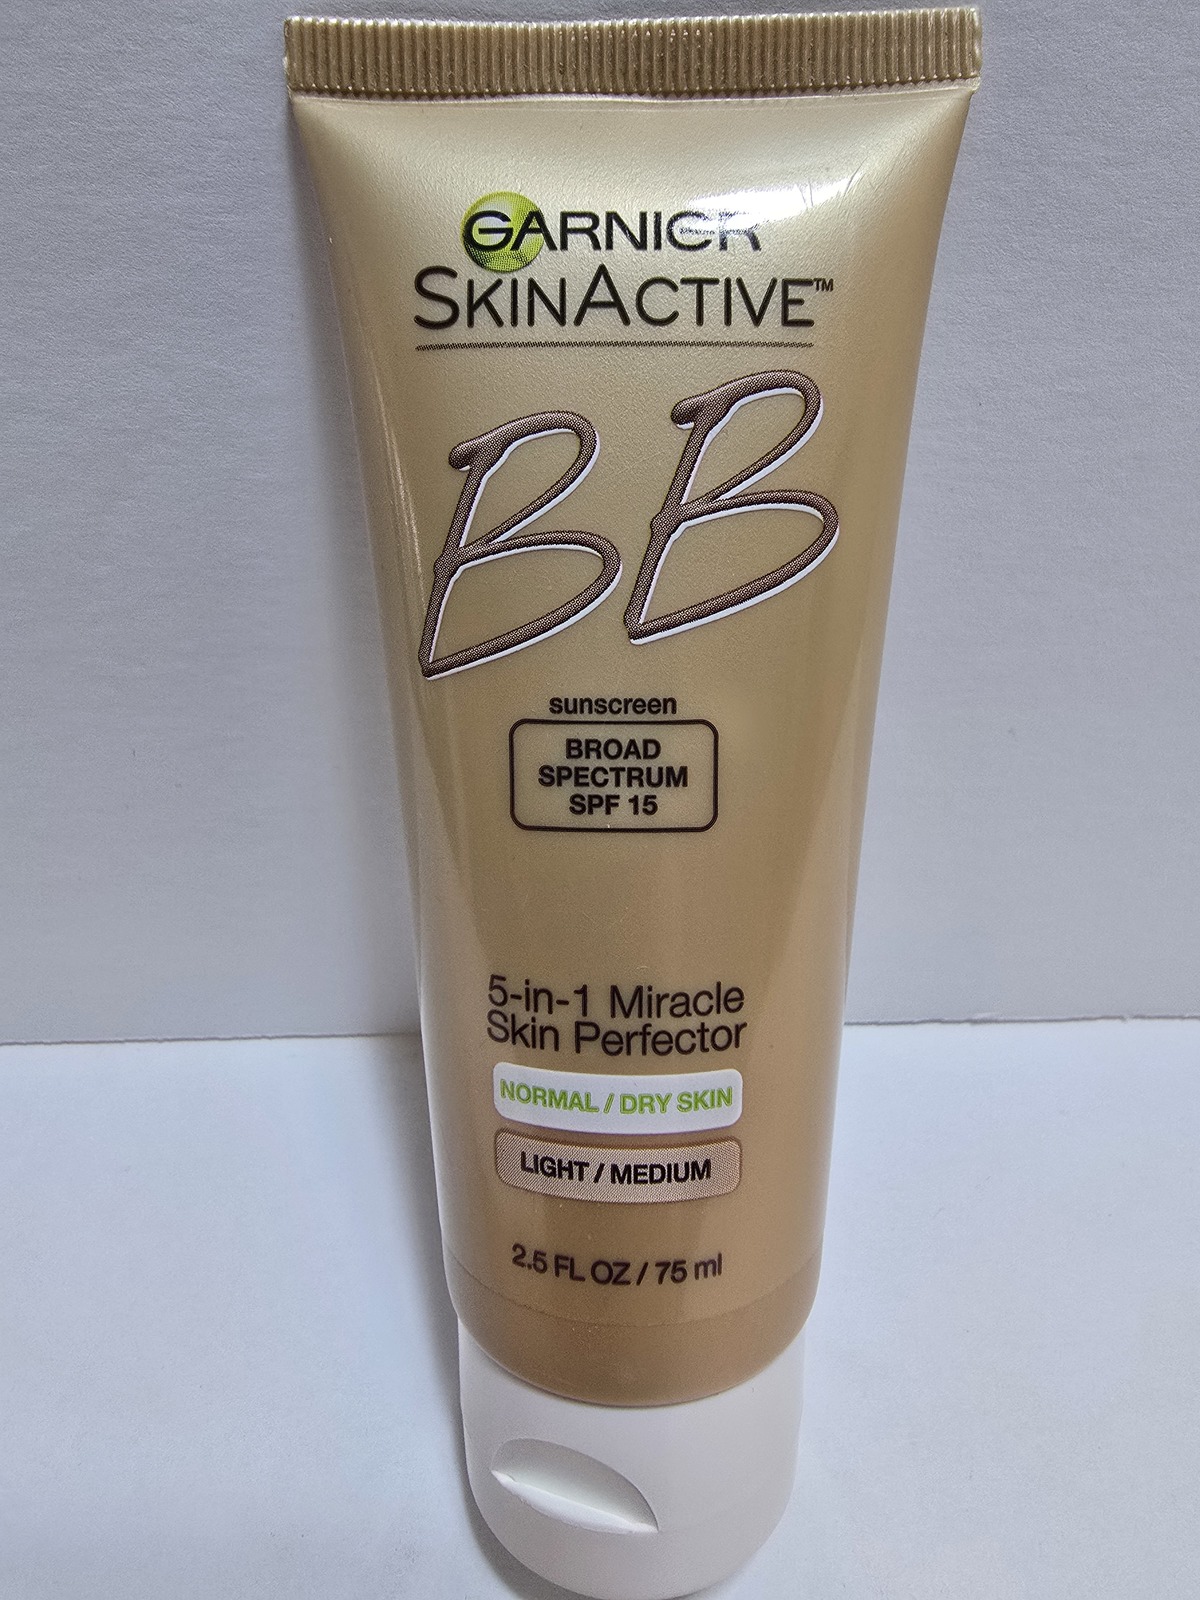 GARNIER
SKINACTIVE™
BB
sunscreen
BROAD
SPECTRUM
SPF 15
5-in-1 Miracle
Skin Perfector
NORMAL / DRY SKIN
LIGHT / MEDIUM
2.5 FL OZ / 75 ml